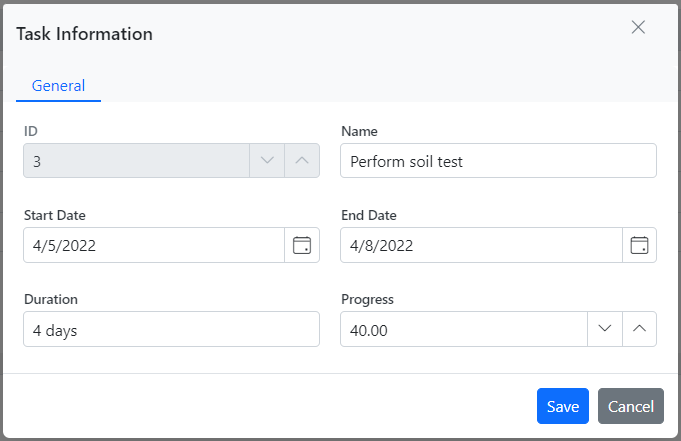 Task Information
General
ID
Name
3
Perform soil test
Start Date
End Date
4/5/2022
4/8/2022
Duration
Progress
4 days
40.00
Save
Cancel